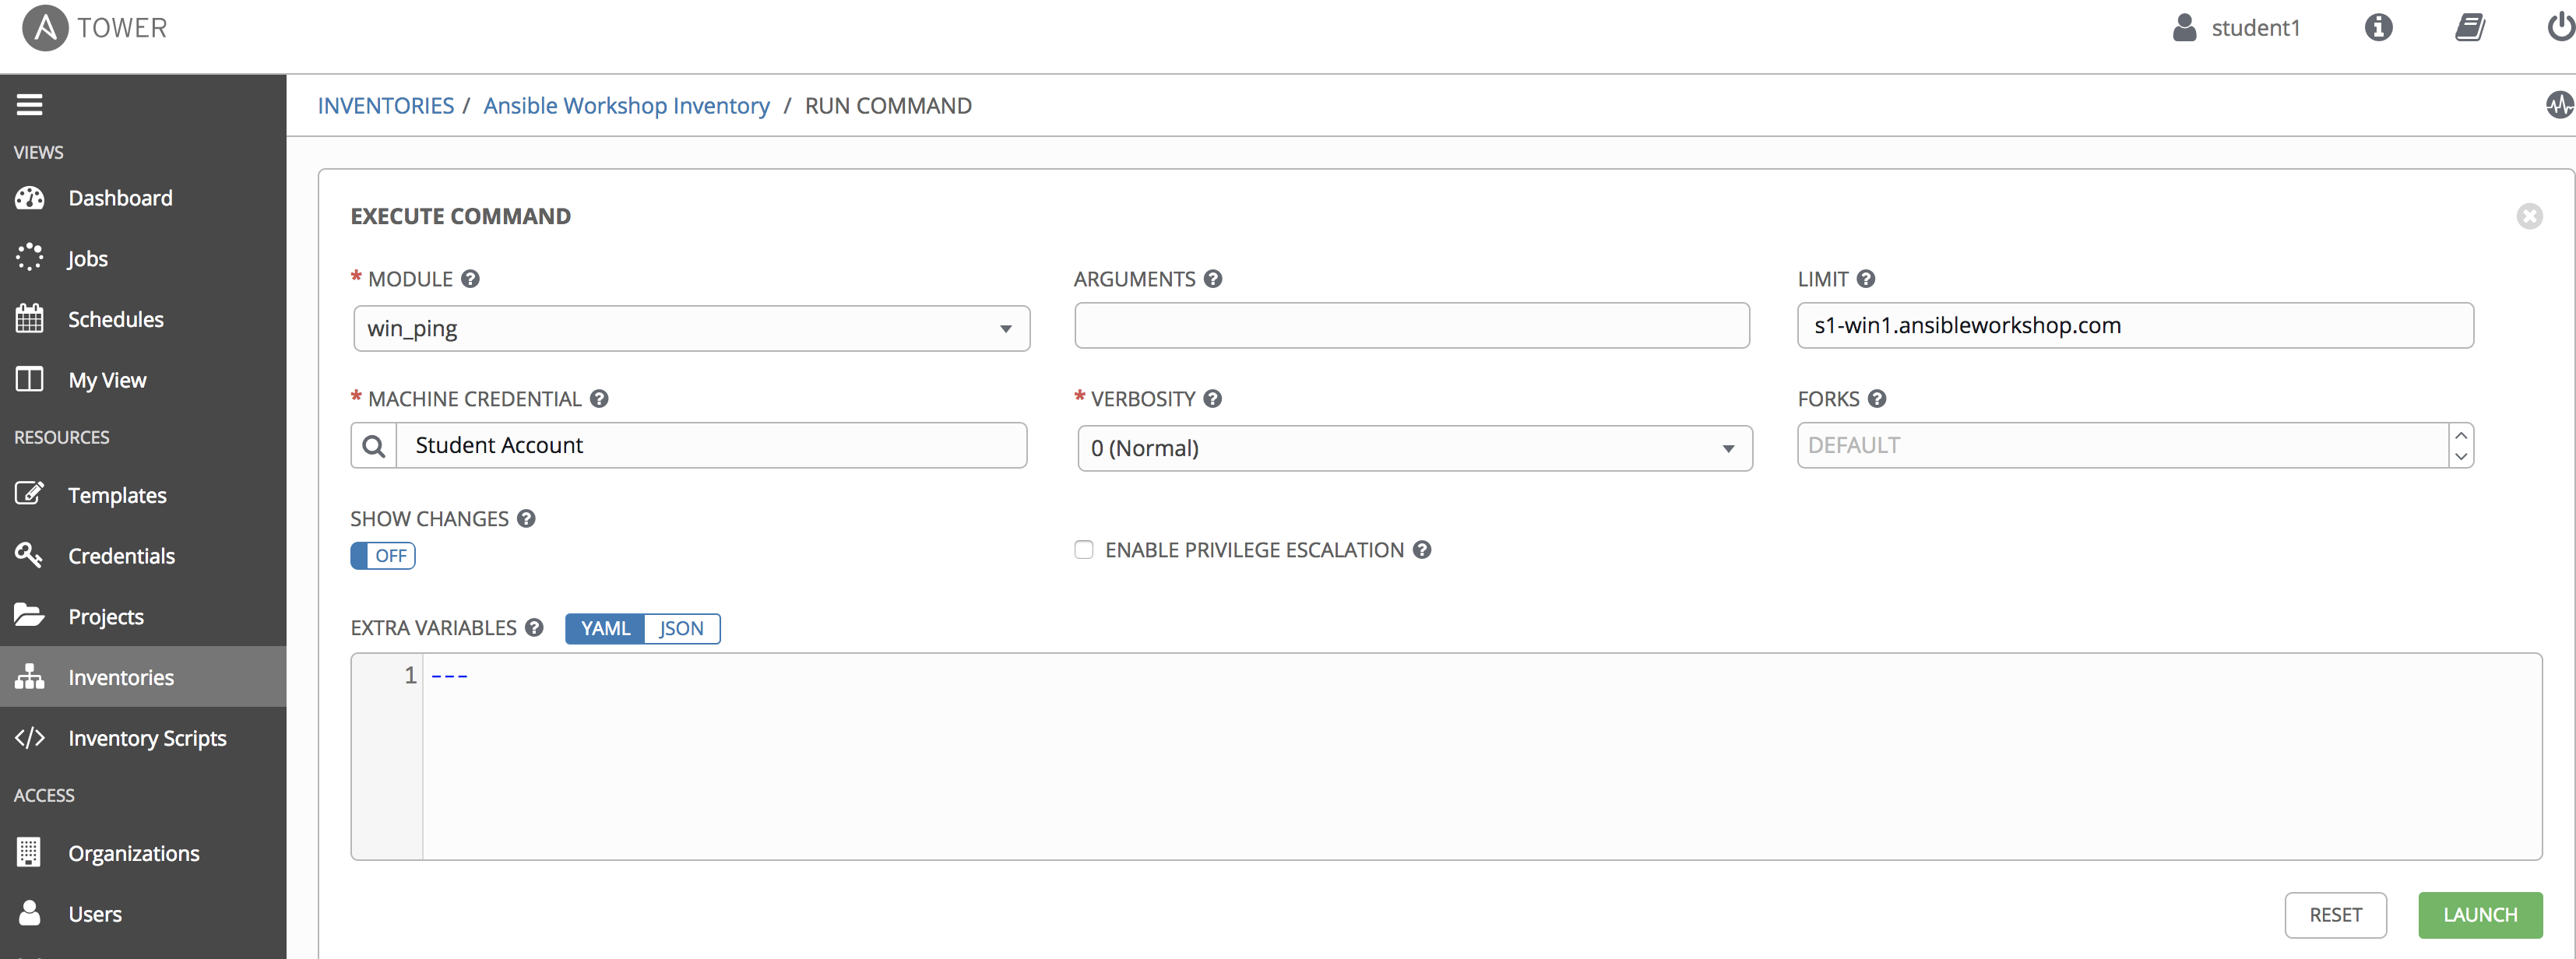 TOWER
student1
INVENTORIES / Ansible Workshop Inventory / RUN COMMAND
VIEWS
Dashboard
Jobs
Schedules
My View
RESOURCES
Templates
Credentials
Projects
Inventories
Inventory Scripts
ACCESS
Organizations
Users
EXECUTE COMMAND
* MODULE
win_ping
ARGUMENTS
LIMIT
s1-win1.ansibleworkshop.com
* MACHINE CREDENTIAL
Student Account
* VERBOSITY
0 (Normal)
FORKS
DEFAULT
SHOW CHANGES
OFF
ENABLE PRIVILEGE ESCALATION
EXTRA VARIABLES YAML JSON
1 ---
RESET LAUNCH